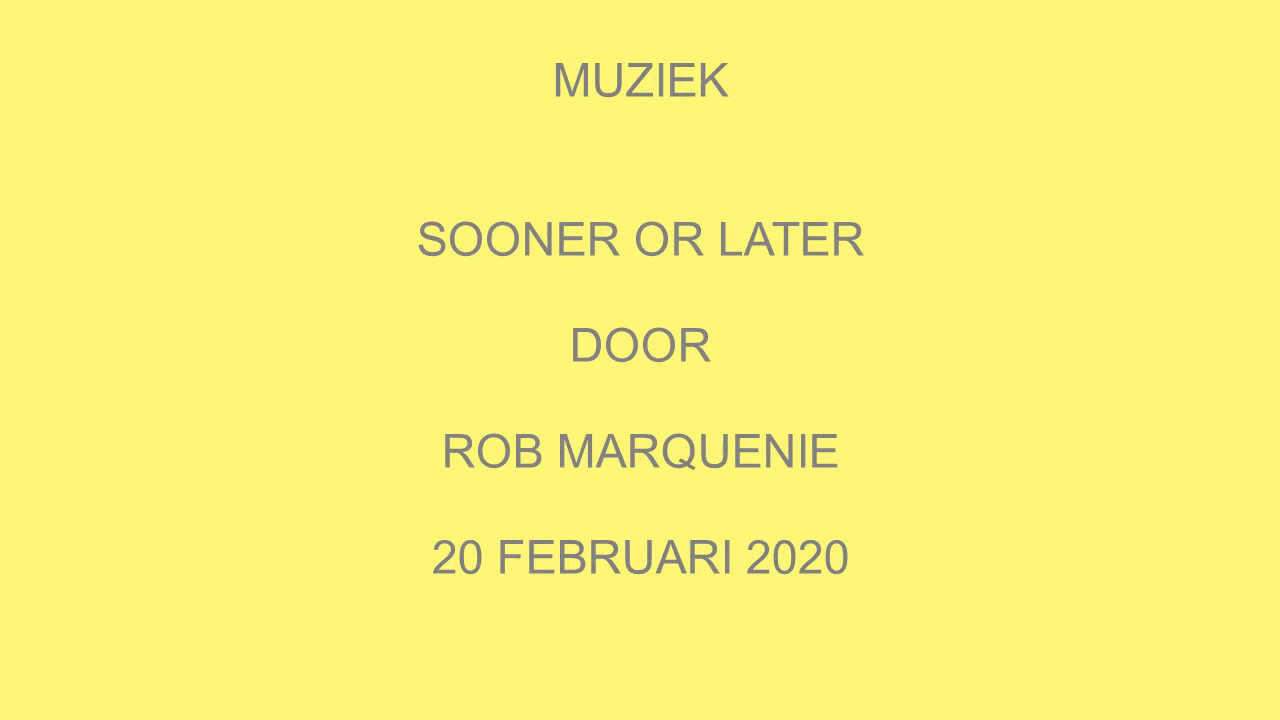 MUZIEK
SOONER OR LATER
DOOR
ROB MARQUENIE
20 FEBRUARI 2020